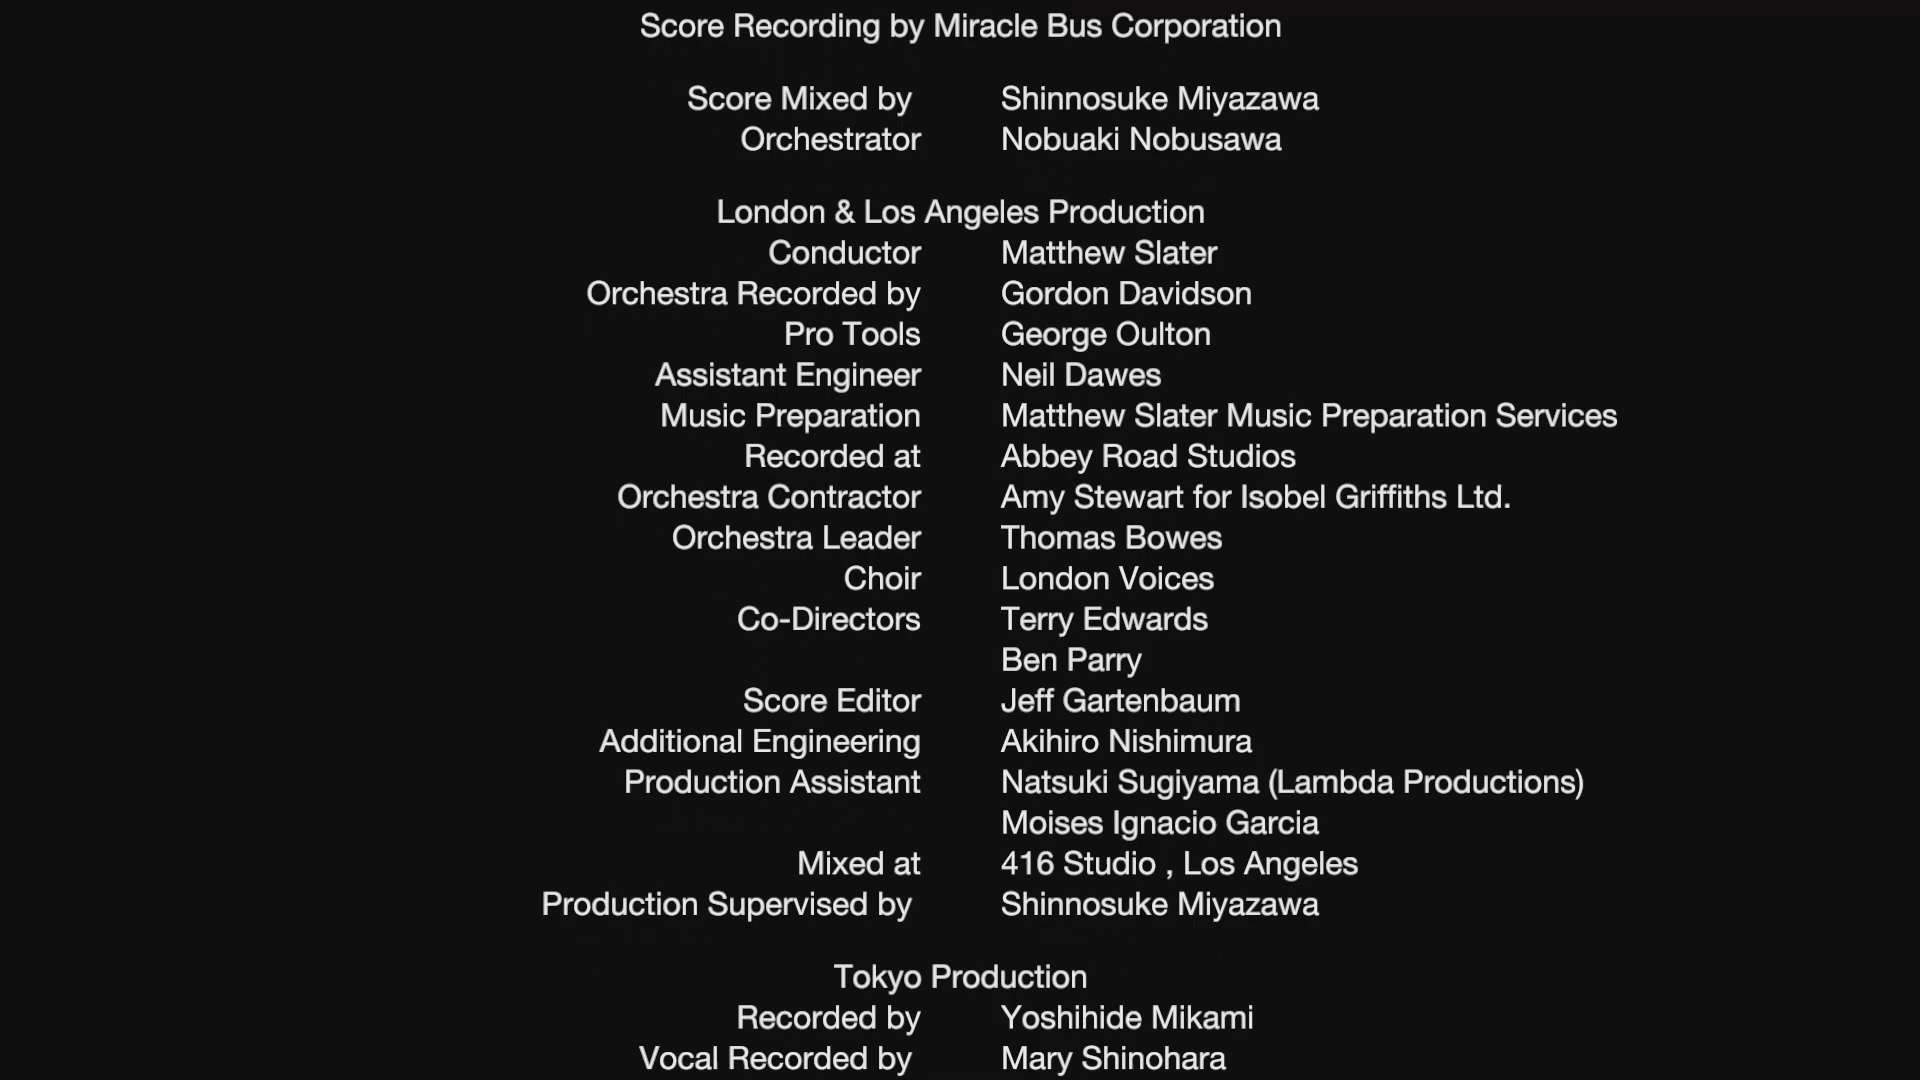 Score Recording by Miracle Bus Corporation
Score Mixed by Shinnosuke Miyazawa
Orchestrator Nobuaki Nobusawa
London & Los Angeles Production
Conductor Matthew Slater
Orchestra Recorded by Gordon Davidson
Pro Tools George Oulton
Assistant Engineer Neil Dawes
Music Preparation Matthew Slater Music Preparation Services
Recorded at Abbey Road Studios
Orchestra Contractor Amy Stewart for Isobel Griffiths Ltd.
Orchestra Leader Thomas Bowes
Choir London Voices
Co-Directors Terry Edwards
Ben Parry
Score Editor Jeff Gartenbaum
Additional Engineering Akihiro Nishimura
Production Assistant Natsuki Sugiyama (Lambda Productions)
Moises Ignacio Garcia
Mixed at 416 Studio , Los Angeles
Production Supervised by Shinnosuke Miyazawa
Tokyo Production
Recorded by Yoshihide Mikami
Vocal Recorded by Mary Shinohara